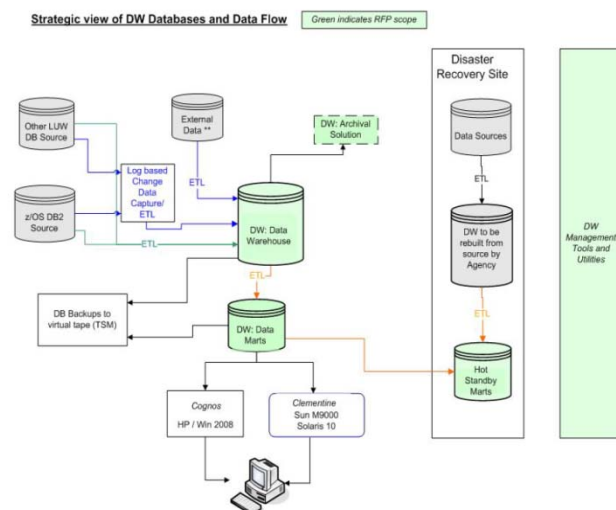 Strategic view of DW Databases and Data Flow
Green indicates RFP scope
Disaster
Recovery Site
Other LUW
DB Source
External
Data **
DW: Archival
Solution
Data Sources
ETL
Log based
Change
Data
Capture/
ETL
ETL
z/OS DB2
Source
ETL
DW: Data
Warehouse
DW to be
rebuilt from
source by
Agency
DW
Management
Tools and
Utilities
ETL
DB Backups to
virtual tape (TSM)
DW: Data
Marts
ETL
Hot
Standby
Marts
Cognos
HP / Win 2008
Clementine
Sun M9000
Solaris 10